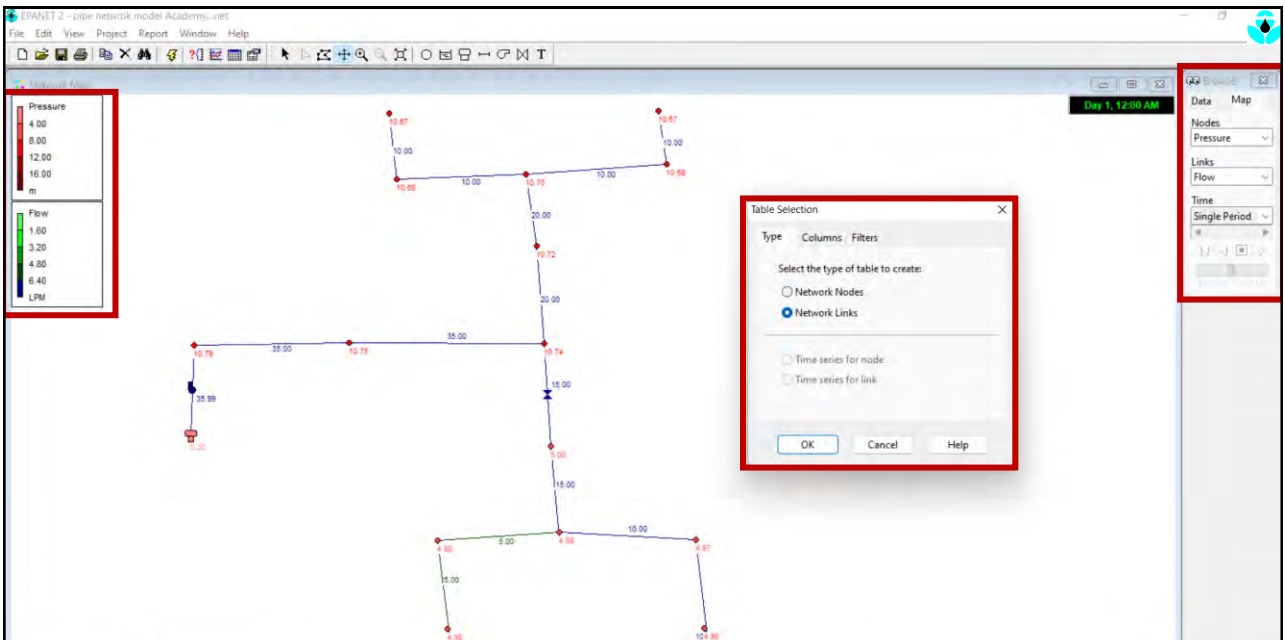 EPANET 2 - pipe netwrok model Academy,..net
File Edit View Project Report Window Help
Day 1, 12:00 AM
Data Map
Nodes
Pressure
Links
Flow
Time
Single Period
Pressure
4.00
8.00
12.00
16.00
m
Flow
1.60
3.20
4.80
6.40
LPM
10.67
10.67
10.00
10.00
10.68
10.00
10.70
10.00
10.68
20.00
10.72
20.00
35.00
10.79
35.00
10.75
10.74
35.99
15.00
5.00
15.00
10.00
5.00
4.98
4.97
5.00
Table Selection
Type Columns Filters
Select the type of table to create:
Network Nodes
Network Links
Time series for node
Time series for link
OK Cancel Help